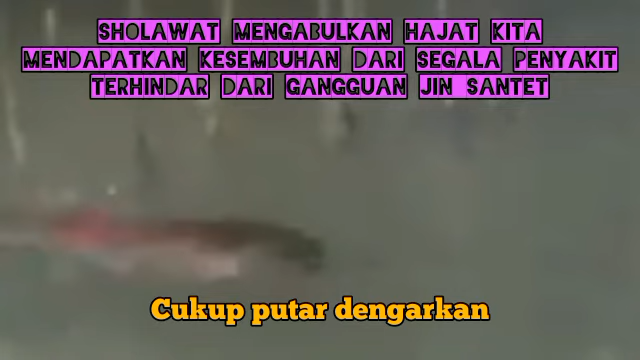 SHOLAWAT MENGABULKAN HAJAT KITA
MENDAPATKAN KESEMBUHAN DARI SEGALA PENYAKIT
TERHINDAR DARI GANGGUAN JIN SANTET
Cukup putar dengarkan